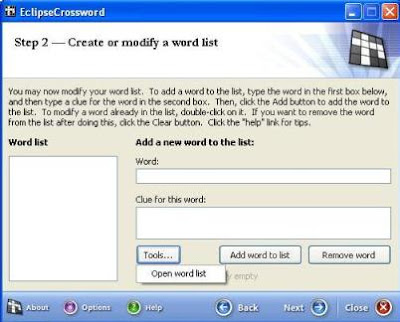 EclipseCrossword
Step 2 — Create or modify a word list
You may now modify your word list. To add a word to the list, type the word in the first box below,
and then type a clue for the word in the second box. Then, click the Add button to add the word to
the list. To modify a word already in the list, double-click on it. If you want to remove the word
from the list after doing this, click the Clear button. Click the "help" link for tips.
Word list
Add a new word to the list:
Word:
Clue for this word:
Tools...
Add word to list
Remove word
Open word list
empty
About
Options
Help
Back
Next
Close